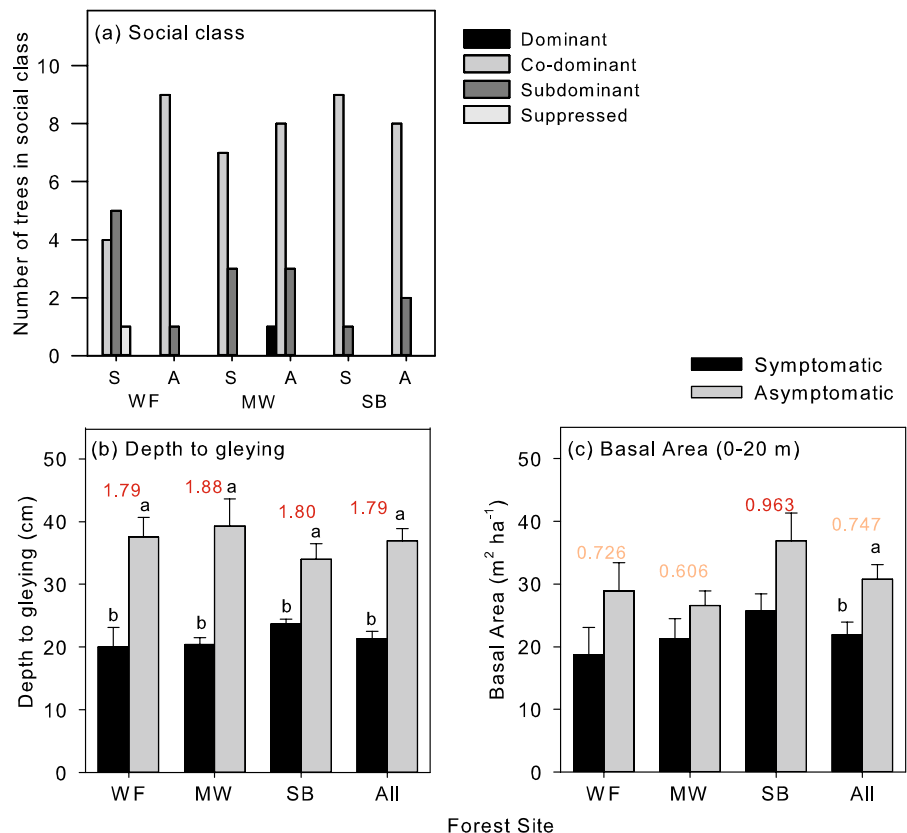 (a) Social class
Dominant
Co-dominant
Subdominant
Suppressed
Number of trees in social class
10
8
6
4
2
0
S A S A S A
WF MW SB
Symptomatic
Asymptomatic
(b) Depth to gleying
Depth to gleying (cm)
50
40
30
20
10
0
1.79 1.88 1.80 1.79
a a a a
b b b b
WF MW SB All
(c) Basal Area (0-20 m)
Basal Area (m² ha⁻¹)
50
40
30
20
10
0
0.726 0.606 0.963 0.747
a
b
WF MW SB All
Forest Site